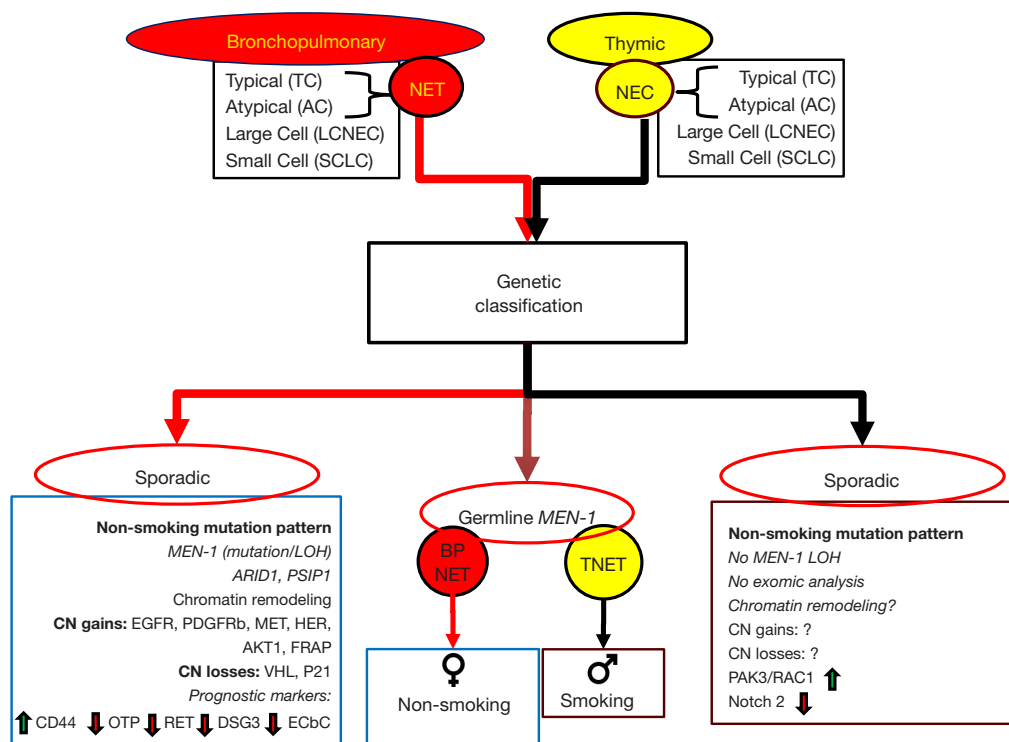 Bronchopulmonary
Typical (TC)
Atypical (AC)
Large Cell (LCNEC)
Small Cell (SCLC)
NET
Thymic
NEC
Typical (TC)
Atypical (AC)
Large Cell (LCNEC)
Small Cell (SCLC)
Genetic
classification
Sporadic
Non-smoking mutation pattern
MEN-1 (mutation/LOH)
ARID1, PSIP1
Chromatin remodeling
CN gains: EGFR, PDGFRb, MET, HER,
AKT1, FRAP
CN losses: VHL, P21
Prognostic markers:
CD44 OTP RET DSG3 ECbC
Germline MEN-1
BP
NET
TNET
Non-smoking
Smoking
Sporadic
Non-smoking mutation pattern
No MEN-1 LOH
No exomic analysis
Chromatin remodeling?
CN gains: ?
CN losses: ?
PAK3/RAC1
Notch 2